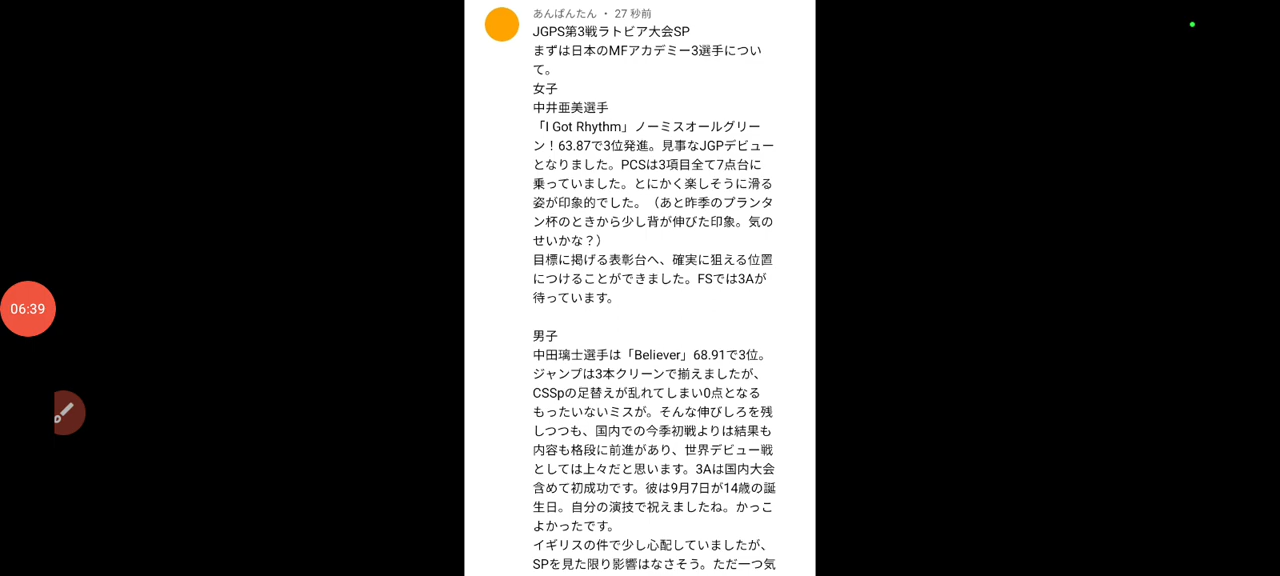 あんぱんたん ・ 27 秒前
JGPS第3戦ラトビア大会SP
まずは日本のMFアカデミー3選手につい
て。
女子
中井亜美選手
「I Got Rhythm」ノーミスオールグリー
ン！63.87で3位発進。見事なJGPデビュー
となりました。PCSは3項目全て7点台に
乗っていました。とにかく楽しそうに滑る
姿が印象的でした。（あと昨季のプランタ
ン杯のときから少し背が伸びた印象。気の
せいかな？）
目標に掲げる表彰台へ、確実に狙える位置
につけることができました。FSでは3Aが
待っています。
男子
中田璃士選手は「Believer」68.91で3位。
ジャンプは3本クリーンで揃えましたが、
CSSpの足替えが乱れてしまい0点となる
もったいないミスが。そんな伸びしろを残
しつつも、国内での今季初戦よりは結果も
内容も格段に前進があり、世界デビュー戦
としては上々だと思います。3Aは国内大会
含めて初成功です。彼は9月7日が14歳の誕
生日。自分の演技で祝えましたね。かっこ
よかったです。
イギリスの件で少し心配していましたが、
SPを見た限り影響はなさそう。ただ一つ気
06:39